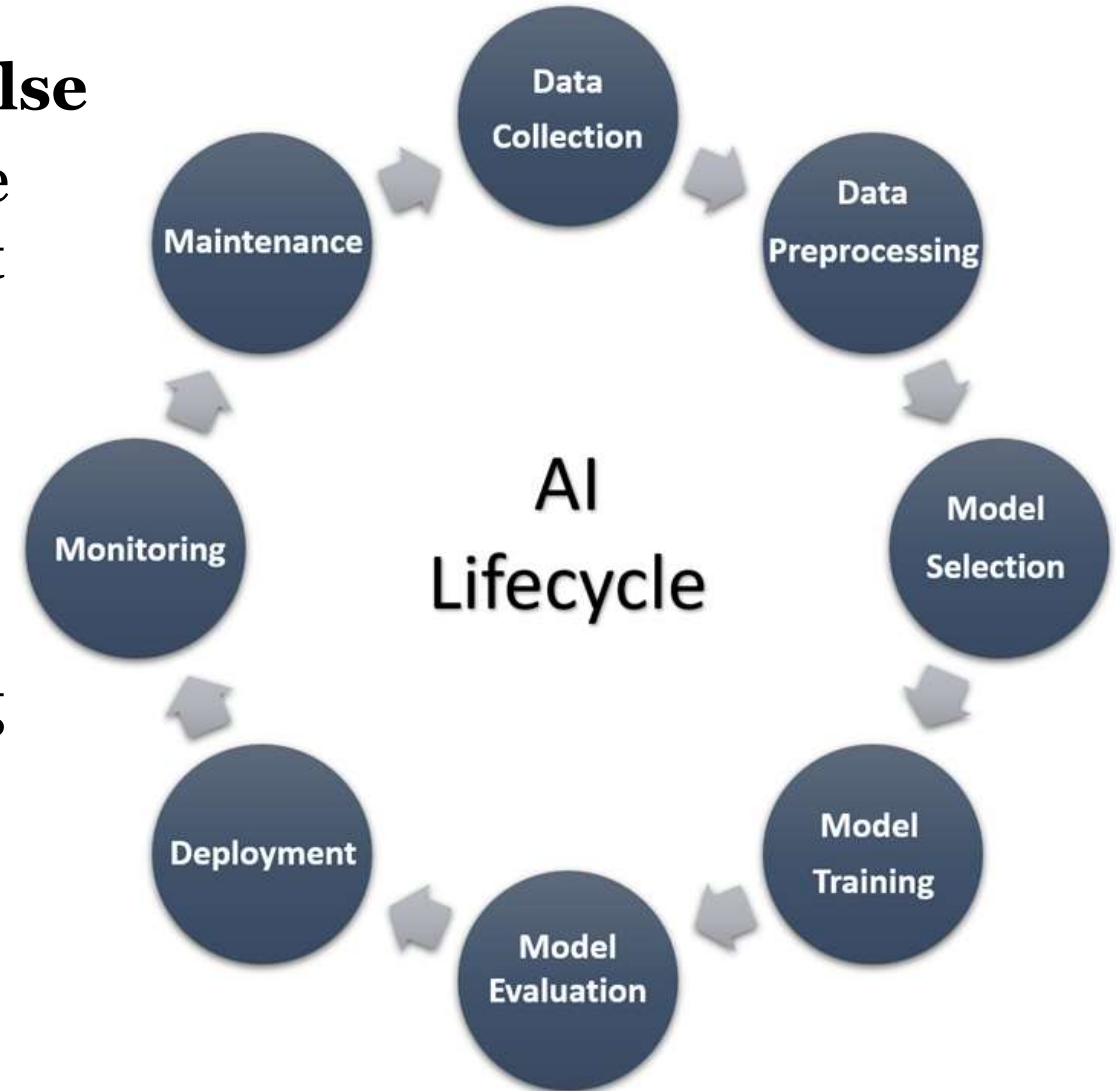 lse
e
t
g
AI
Lifecycle
Data
Collection
Data
Preprocessing
Model
Selection
Model
Training
Model
Evaluation
Deployment
Monitoring
Maintenance